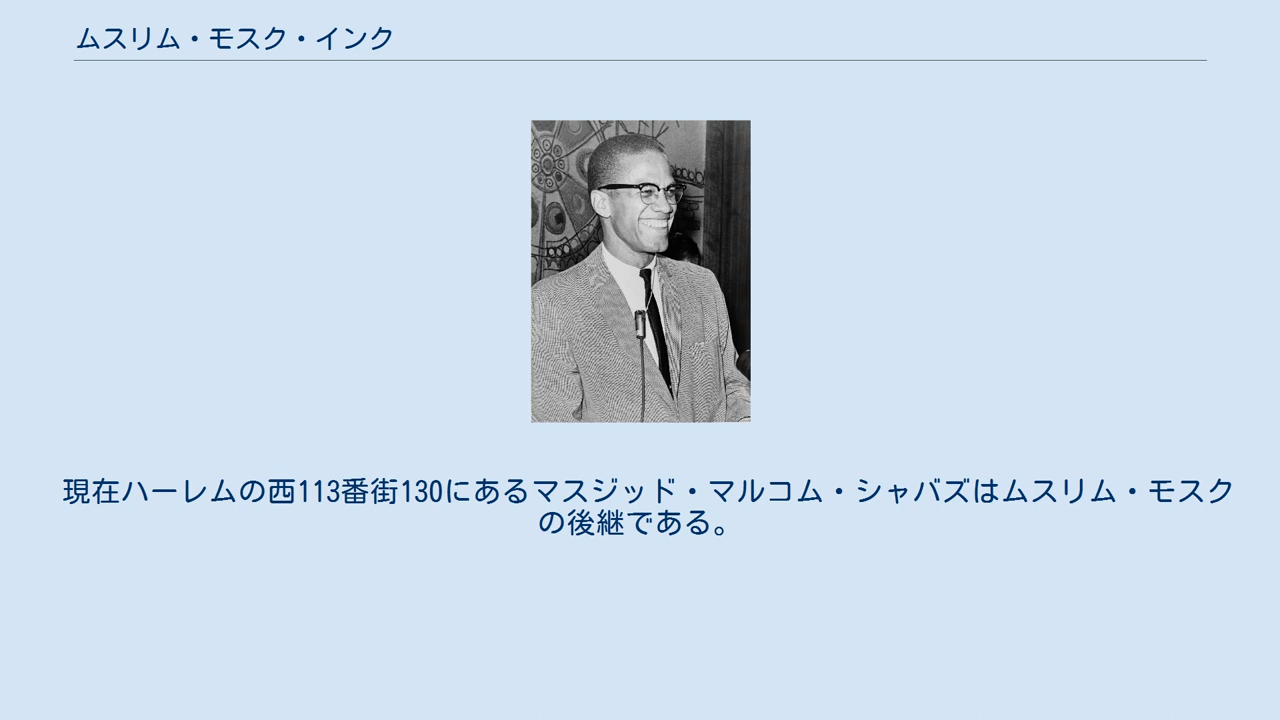 ムスリム・モスク・インク
現在ハーレムの西113番街130にあるマスジッド・マルコム・シャバズはムスリム・モスク
の後継である。